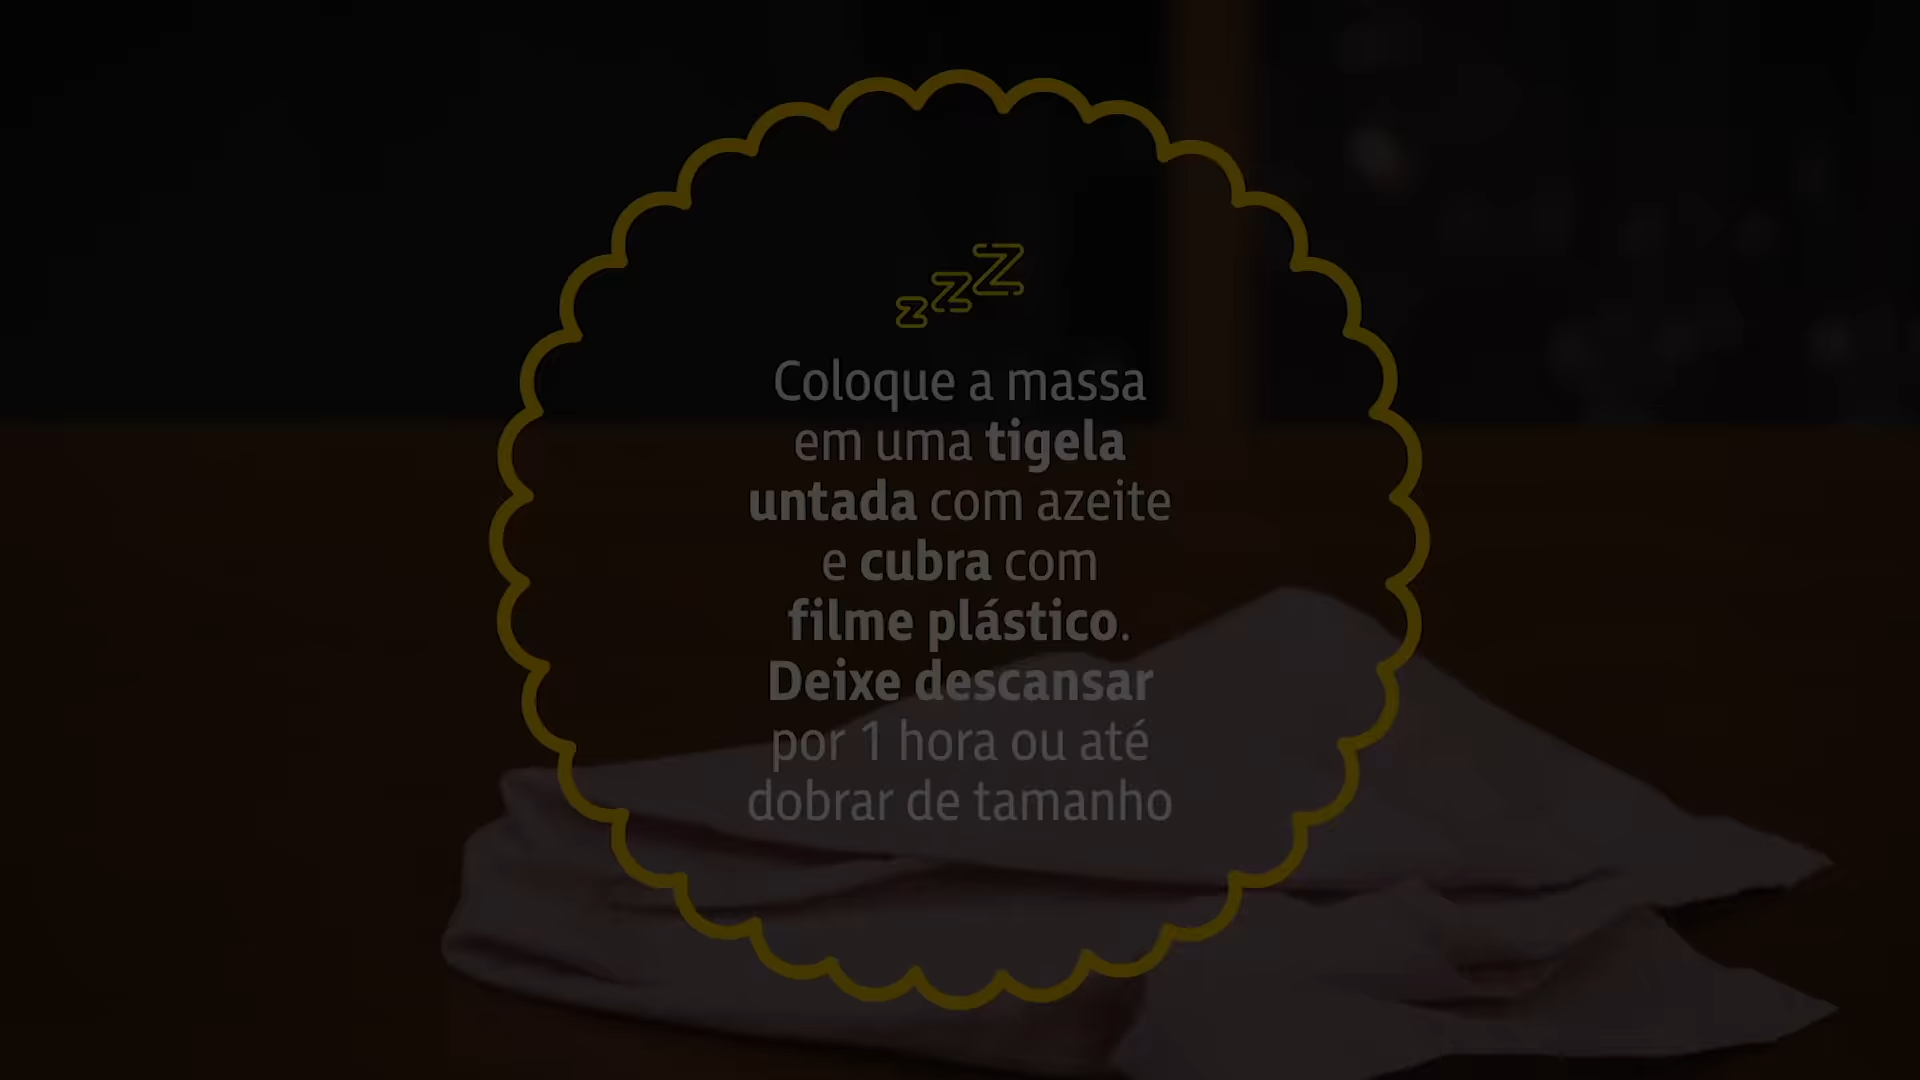 zzZ
Coloque a massa
em uma tigela
untada com azeite
e cubra com
filme plástico.
Deixe descansar
por 1 hora ou até
dobrar de tamanho